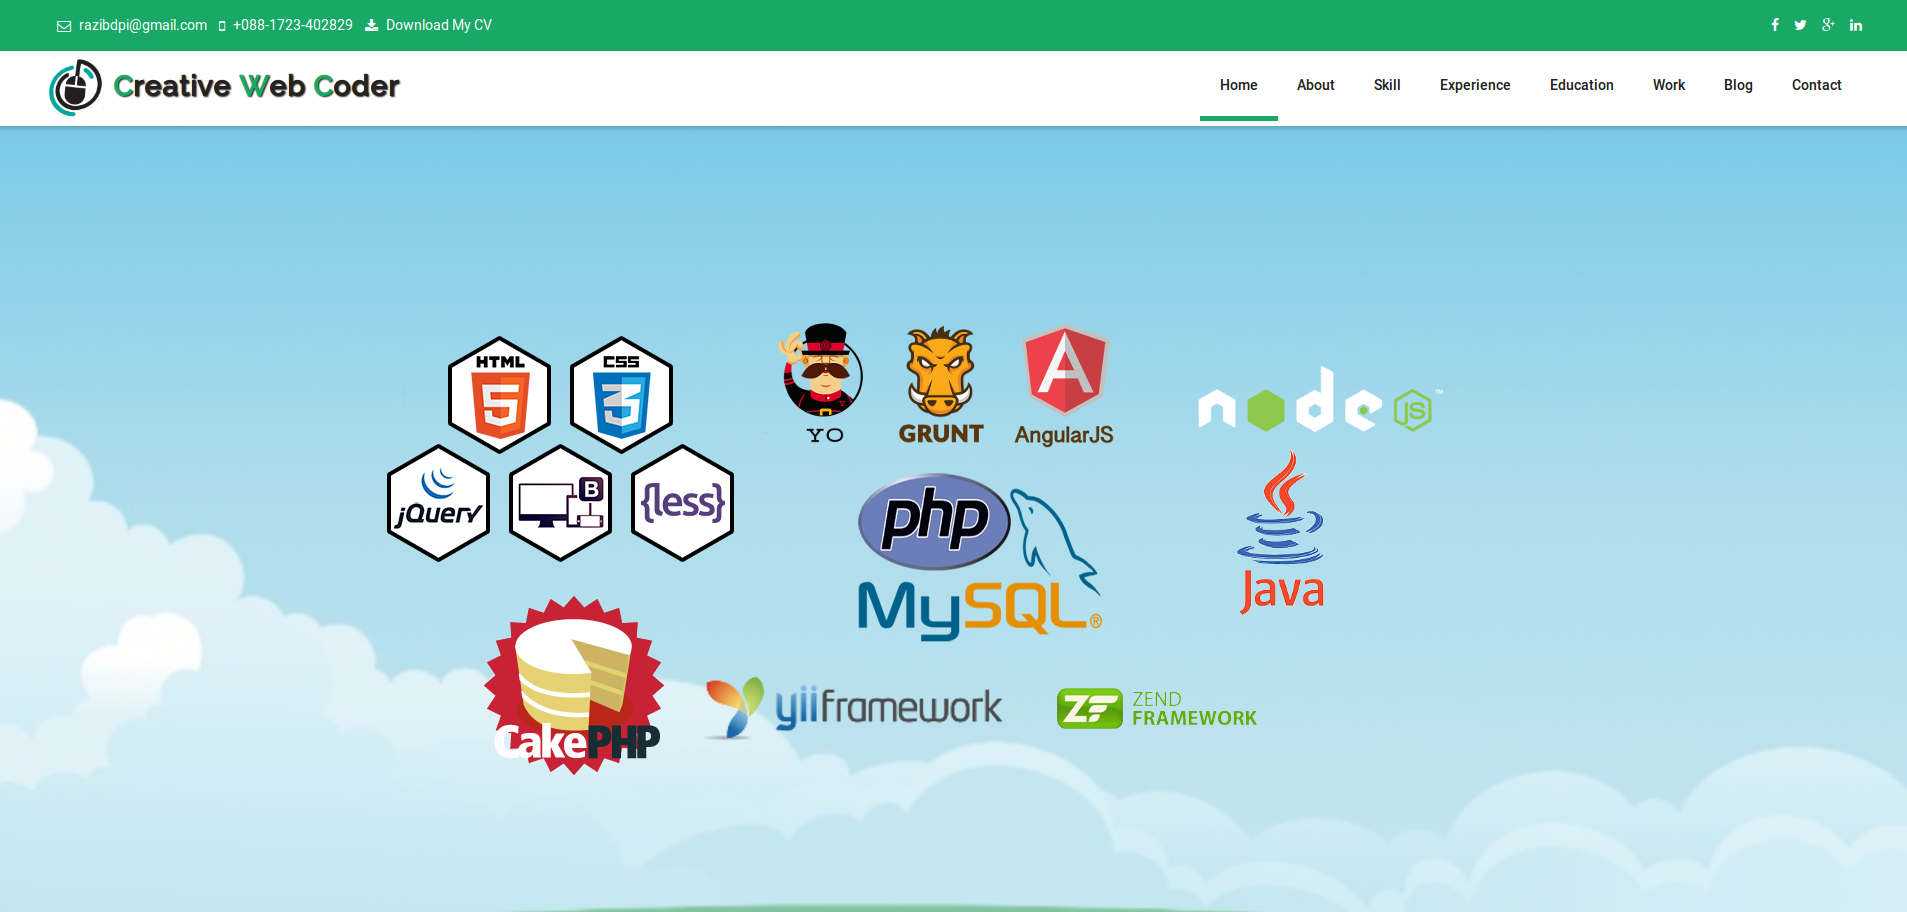 razibdpi@gmail.com +088-1723-402829 Download My CV
Creative Web Coder
Home About Skill Experience Education Work Blog Contact
HTML CSS
5 3
YO GRUNT AngularJS
node JS ™
jQuery B {less}
php
MySQL®
Java
CakePHP
yiiframework
ZF ZEND
FRAMEWORK